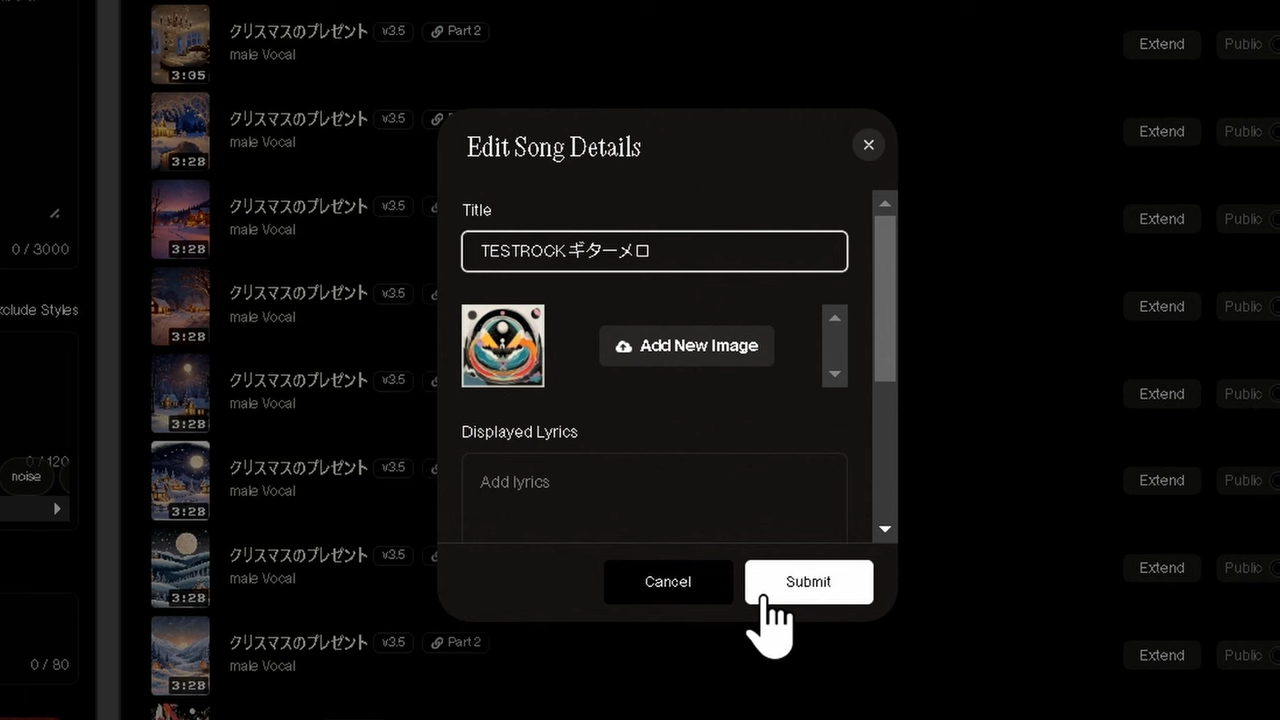 クリスマスのプレゼント v3.5 Part 2
male Vocal
3:05
Extend Public
クリスマスのプレゼント v3.5
male Vocal
3:28
Extend Public
クリスマスのプレゼント v3.5
male Vocal
3:28
Extend Public
クリスマスのプレゼント v3.5
male Vocal
3:28
Extend Public
クリスマスのプレゼント v3.5
male Vocal
3:28
Extend Public
クリスマスのプレゼント v3.5
male Vocal
3:28
Extend Public
クリスマスのプレゼント v3.5
male Vocal
3:28
Extend Public
クリスマスのプレゼント v3.5 Part 2
male Vocal
3:28
Extend Public
0 / 3000
xclude Styles
0 / 120
noise
0 / 80
Edit Song Details
Title
TESTROCK ギターメロ
Add New Image
Displayed Lyrics
Add lyrics
Cancel Submit